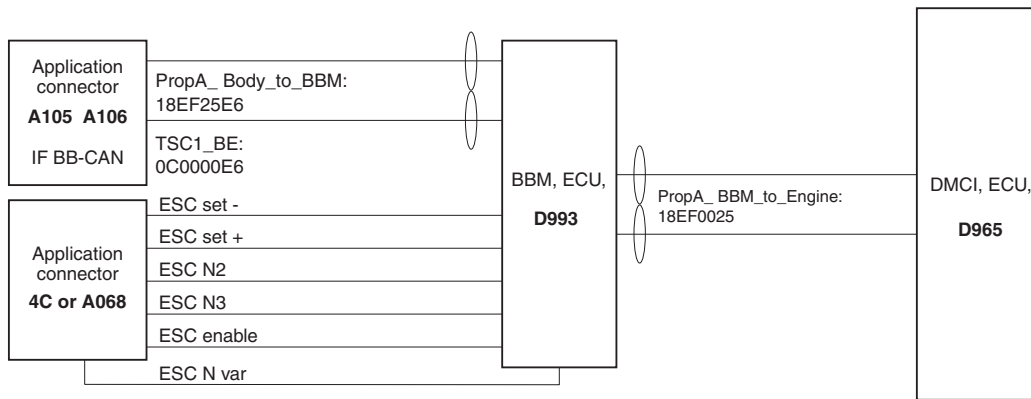 Application
connector
A105 A106
IF BB-CAN
PropA_ Body_to_BBM:
18EF25E6
TSC1_BE:
0C0000E6
Application
connector
4C or A068
ESC set -
ESC set +
ESC N2
ESC N3
ESC enable
ESC N var
BBM, ECU,
D993
PropA_ BBM_to_Engine:
18EF0025
DMCI, ECU,
D965